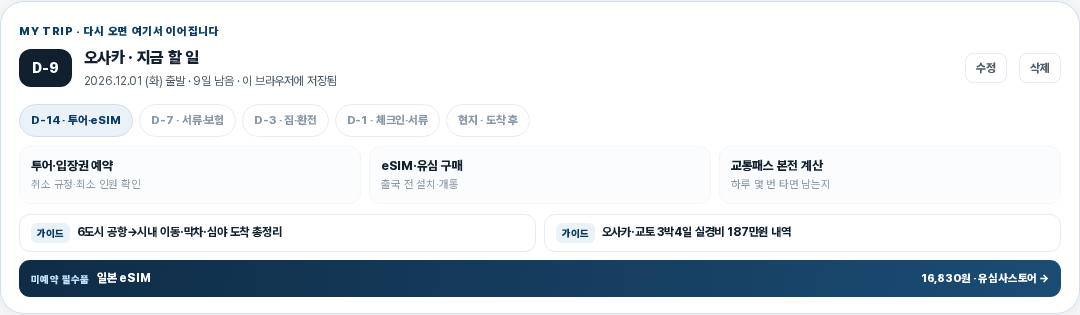 MY TRIP · 다시 오면 여기서 이어집니다
D-9
오사카 · 지금 할 일
2026.12.01 (화) 출발 · 9일 남음 · 이 브라우저에 저장됨
수정
삭제
D-14 · 투어·eSIM
D-7 · 서류·보험
D-3 · 짐·환전
D-1 · 체크인·서류
현지 · 도착 후
투어·입장권 예약
취소 규정·최소 인원 확인
eSIM·유심 구매
출국 전 설치·개통
교통패스 본전 계산
하루 몇 번 타면 남는지
가이드 6도시 공항→시내 이동·막차·심야 도착 총정리
가이드 오사카·교토 3박4일 실경비 187만원 내역
미예약 필수품 일본 eSIM
16,830원 · 유심사스토어 →